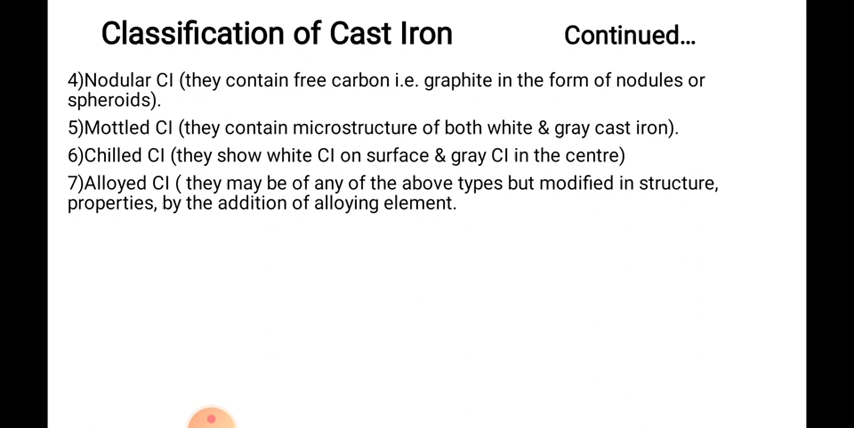 Classification of Cast Iron Continued...
4)Nodular CI (they contain free carbon i.e. graphite in the form of nodules or
spheroids).
5)Mottled CI (they contain microstructure of both white & gray cast iron).
6)Chilled CI (they show white CI on surface & gray CI in the centre)
7)Alloyed CI ( they may be of any of the above types but modified in structure,
properties, by the addition of alloying element.